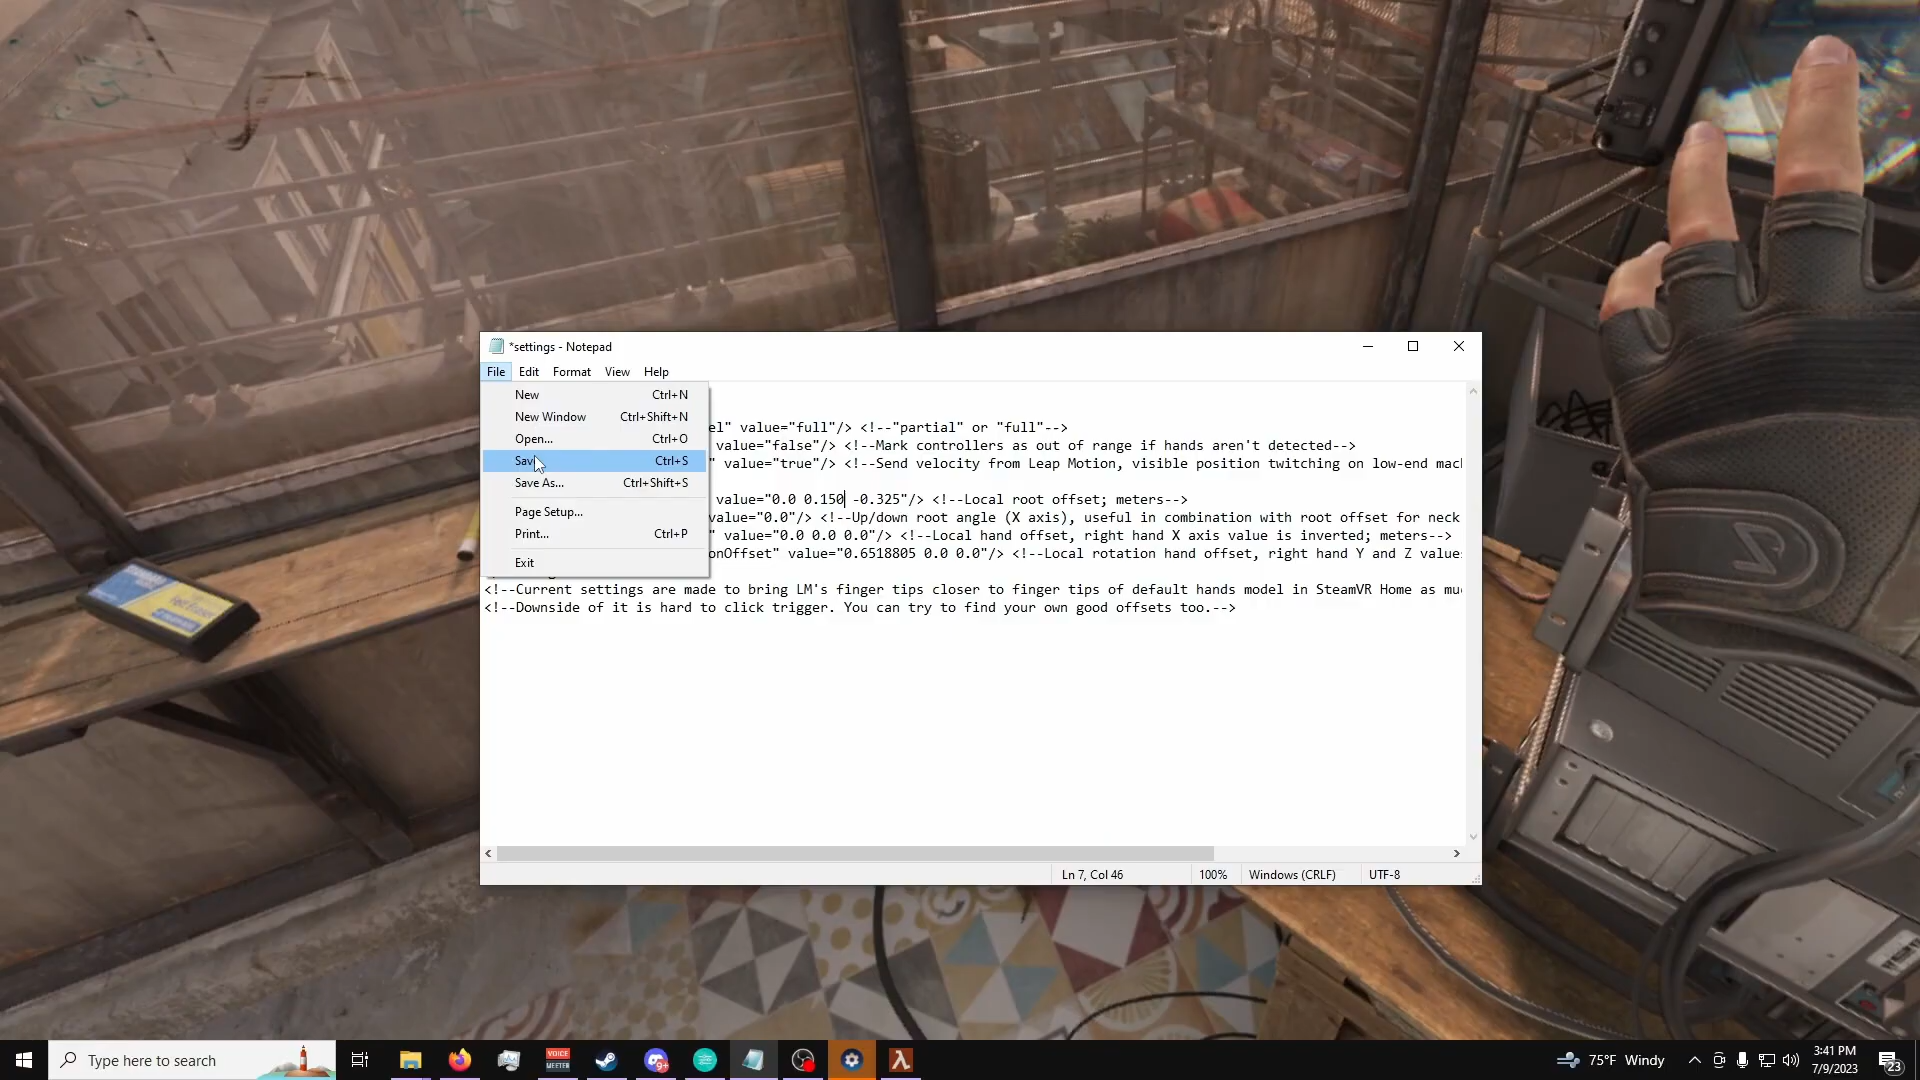 *settings - Notepad
File Edit Format View Help
New Ctrl+N
New Window Ctrl+Shift+N
Open... Ctrl+O
Save Ctrl+S
Save As... Ctrl+Shift+S
Page Setup...
Print... Ctrl+P
Exit
el" value="full"/> <!--"partial" or "full"-->
value="false"/> <!--Mark controllers as out of range if hands aren't detected-->
" value="true"/> <!--Send velocity from Leap Motion, visible position twitching on low-end mac
value="0.0 0.150 -0.325"/> <!--Local root offset; meters-->
value="0.0"/> <!--Up/down root angle (X axis), useful in combination with root offset for neck
" value="0.0 0.0 0.0"/> <!--Local hand offset, right hand X axis value is inverted; meters-->
onOffset" value="0.6518805 0.0 0.0"/> <!--Local rotation hand offset, right hand Y and Z value
<!--Current settings are made to bring LM's finger tips closer to finger tips of default hands model in SteamVR Home as mu
<!--Downside of it is hard to click trigger. You can try to find your own good offsets too.-->
Ln 7, Col 46 100% Windows (CRLF) UTF-8
Type here to search
VOICE
MEETER
9+
75°F Windy
3:41 PM
7/9/2023
23